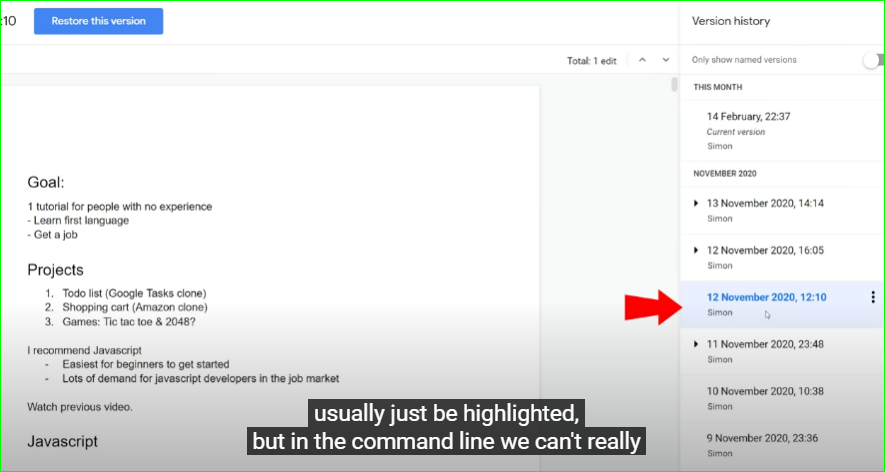 :10
Restore this version
Version history
Total: 1 edit
Only show named versions
THIS MONTH
14 February, 22:37
Current version
Simon
NOVEMBER 2020
13 November 2020, 14:14
Simon
12 November 2020, 16:05
Simon
12 November 2020, 12:10
Simon
11 November 2020, 23:48
Simon
10 November 2020, 10:38
Simon
9 November 2020, 23:36
Simon
Goal:
1 tutorial for people with no experience
- Learn first language
- Get a job
Projects
1. Todo list (Google Tasks clone)
2. Shopping cart (Amazon clone)
3. Games: Tic tac toe & 2048?
I recommend Javascript
- Easiest for beginners to get started
- Lots of demand for javascript developers in the job market
Watch previous video.
Javascript
usually just be highlighted,
but in the command line we can't really